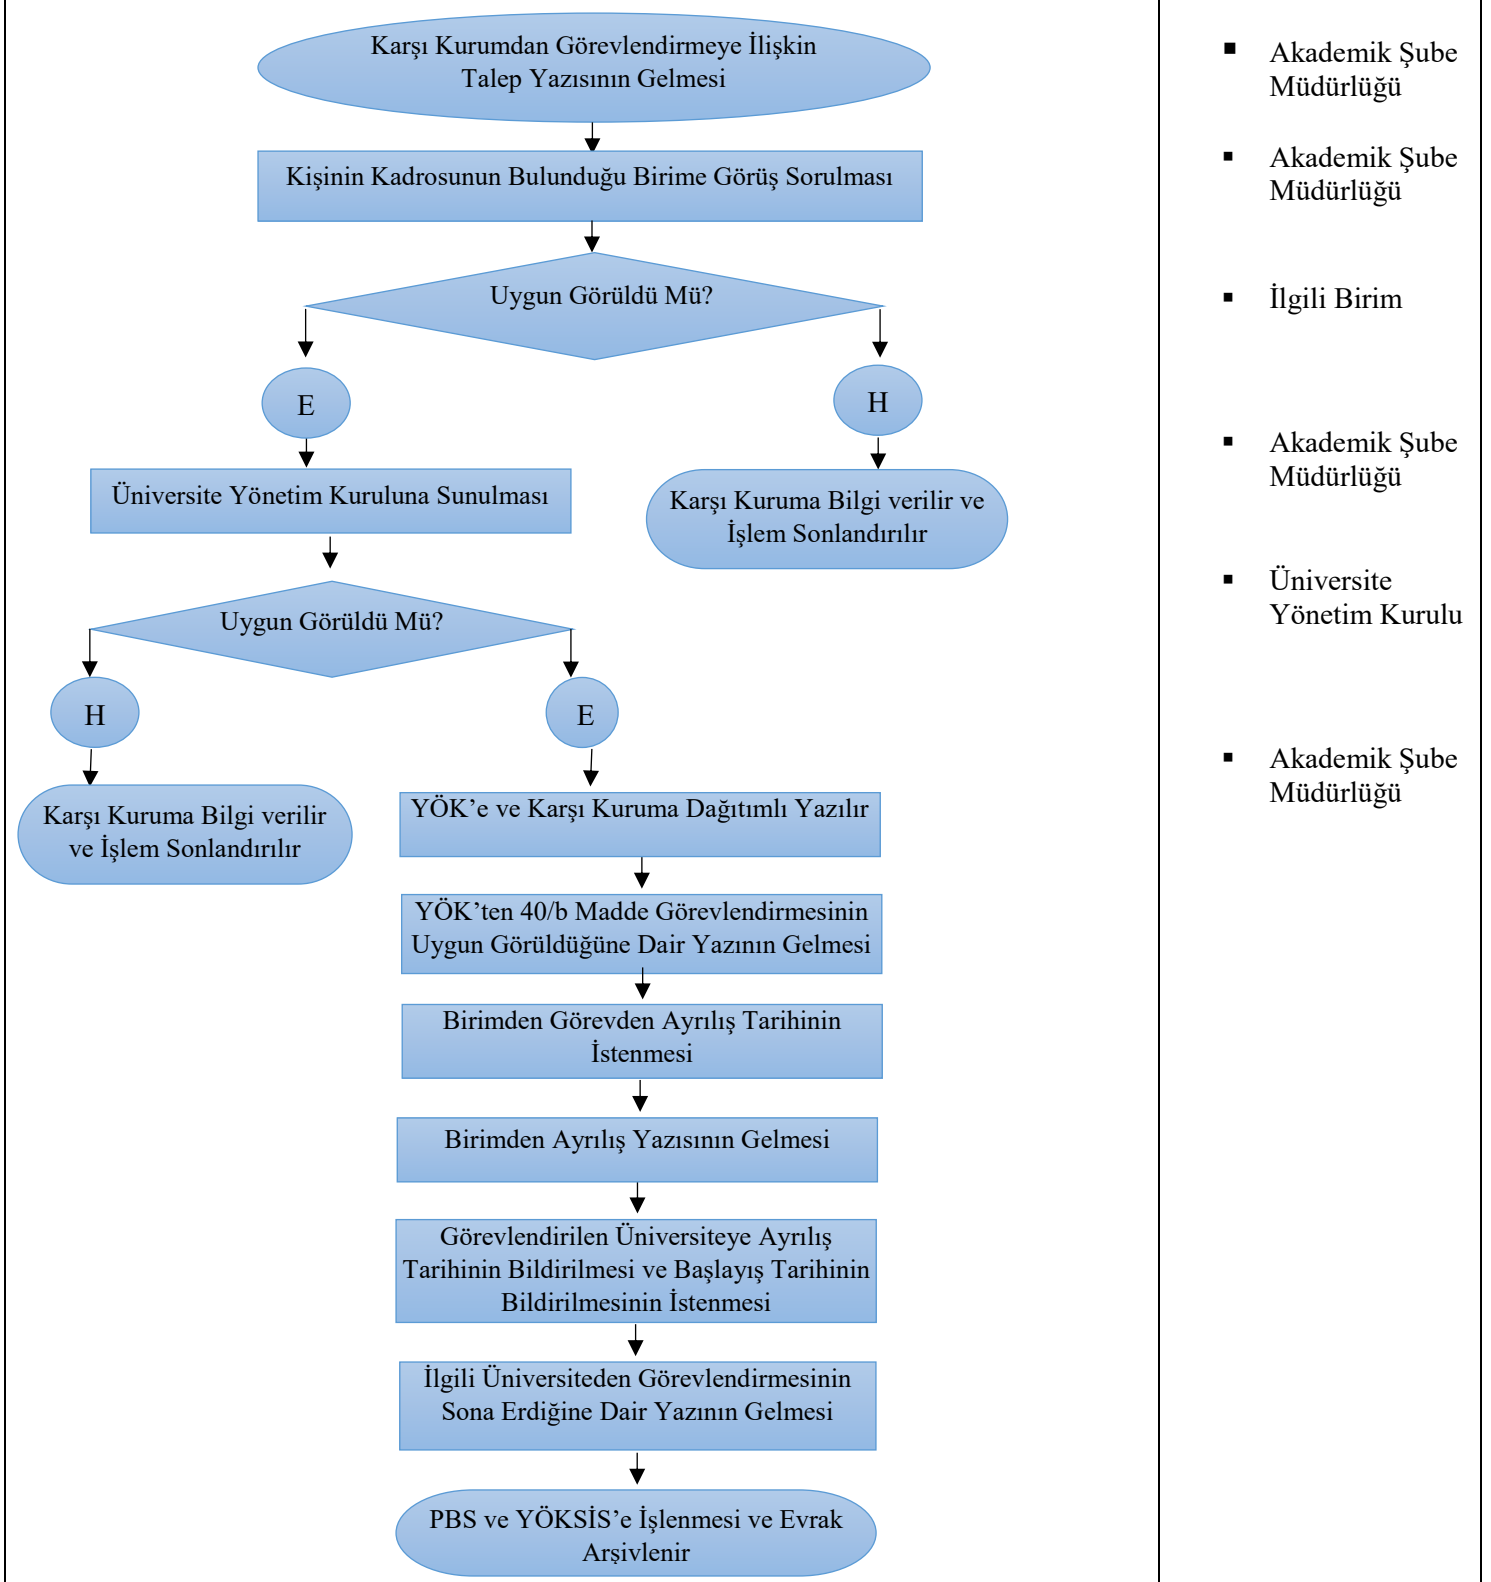 Karşı Kurumdan Görevlendirmeye İlişkin
Talep Yazısının Gelmesi
Kişinin Kadrosunun Bulunduğu Birime Görüş Sorulması
Uygun Görüldü Mü?
E
H
Üniversite Yönetim Kuruluna Sunulması
Karşı Kuruma Bilgi verilir ve
İşlem Sonlandırılır
Uygun Görüldü Mü?
H
E
Karşı Kuruma Bilgi verilir
ve İşlem Sonlandırılır
YÖK’e ve Karşı Kuruma Dağıtımlı Yazılır
YÖK’ten 40/b Madde Görevlendirmesinin
Uygun Görüldüğüne Dair Yazının Gelmesi
Birimden Görevden Ayrılış Tarihinin
İstenmesi
Birimden Ayrılış Yazısının Gelmesi
Görevlendirilen Üniversiteye Ayrılış
Tarihinin Bildirilmesi ve Başlayış Tarihinin
Bildirilmesinin İstenmesi
İlgili Üniversiteden Görevlendirmesinin
Sona Erdiğine Dair Yazının Gelmesi
PBS ve YÖKSİS’e İşlenmesi ve Evrak
Arşivlenir
▪ Akademik Şube
Müdürlüğü
▪ Akademik Şube
Müdürlüğü
▪ İlgili Birim
▪ Akademik Şube
Müdürlüğü
▪ Üniversite
Yönetim Kurulu
▪ Akademik Şube
Müdürlüğü